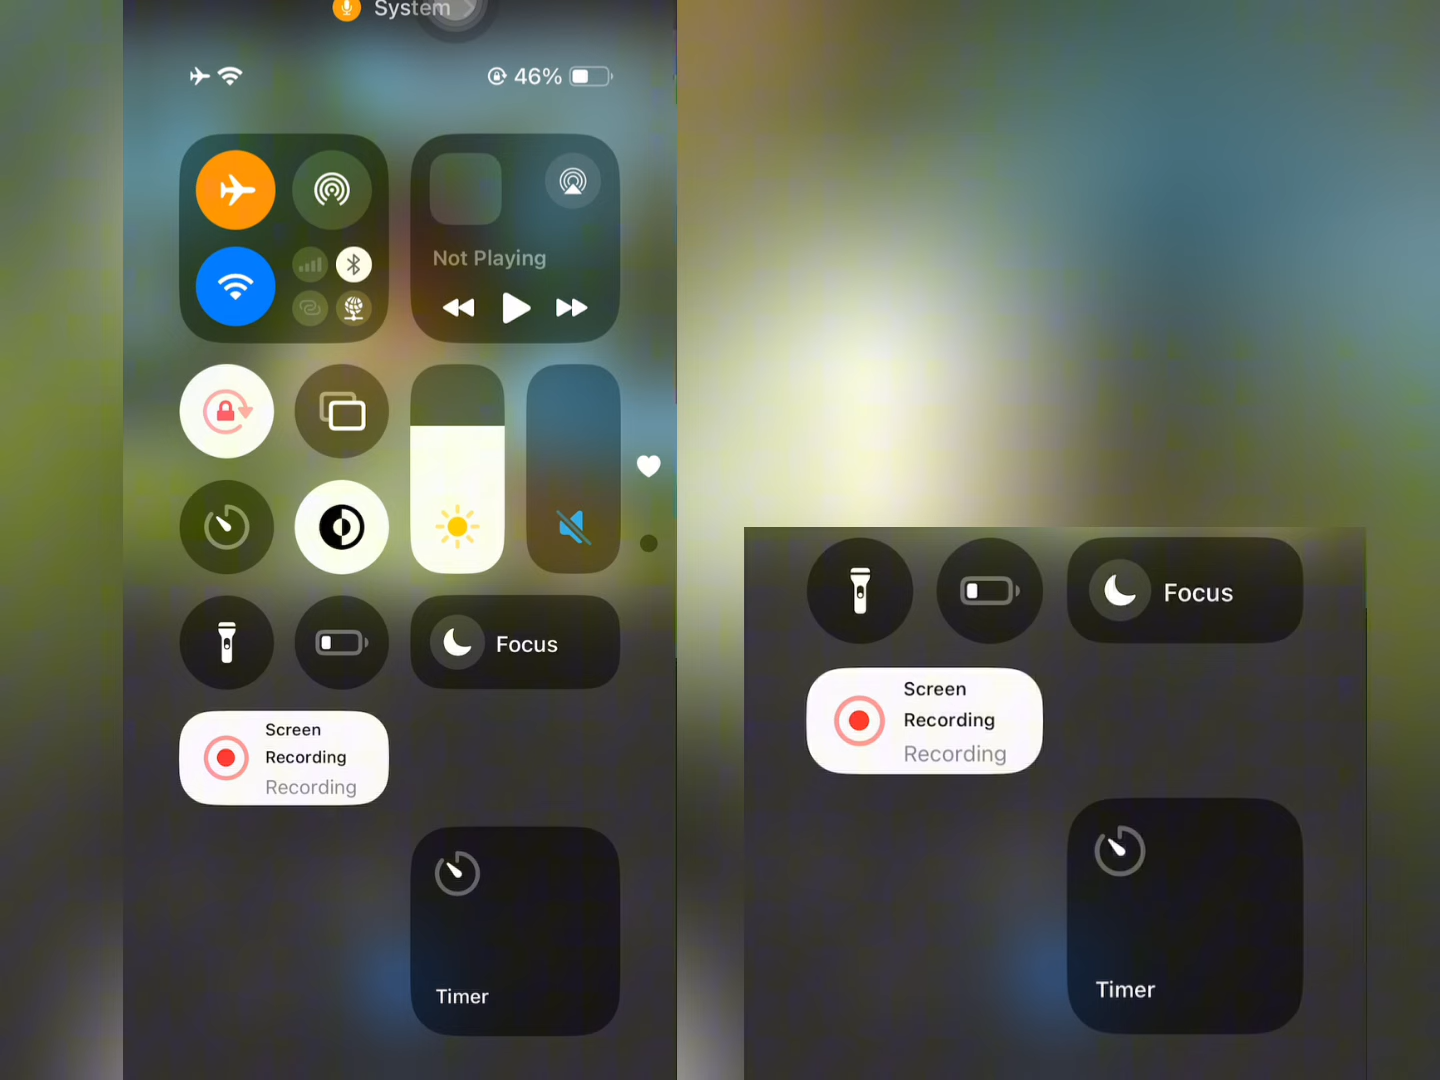 System
46%
Not Playing
Focus
Screen
Recording
Recording
Timer
Focus
Screen
Recording
Recording
Timer